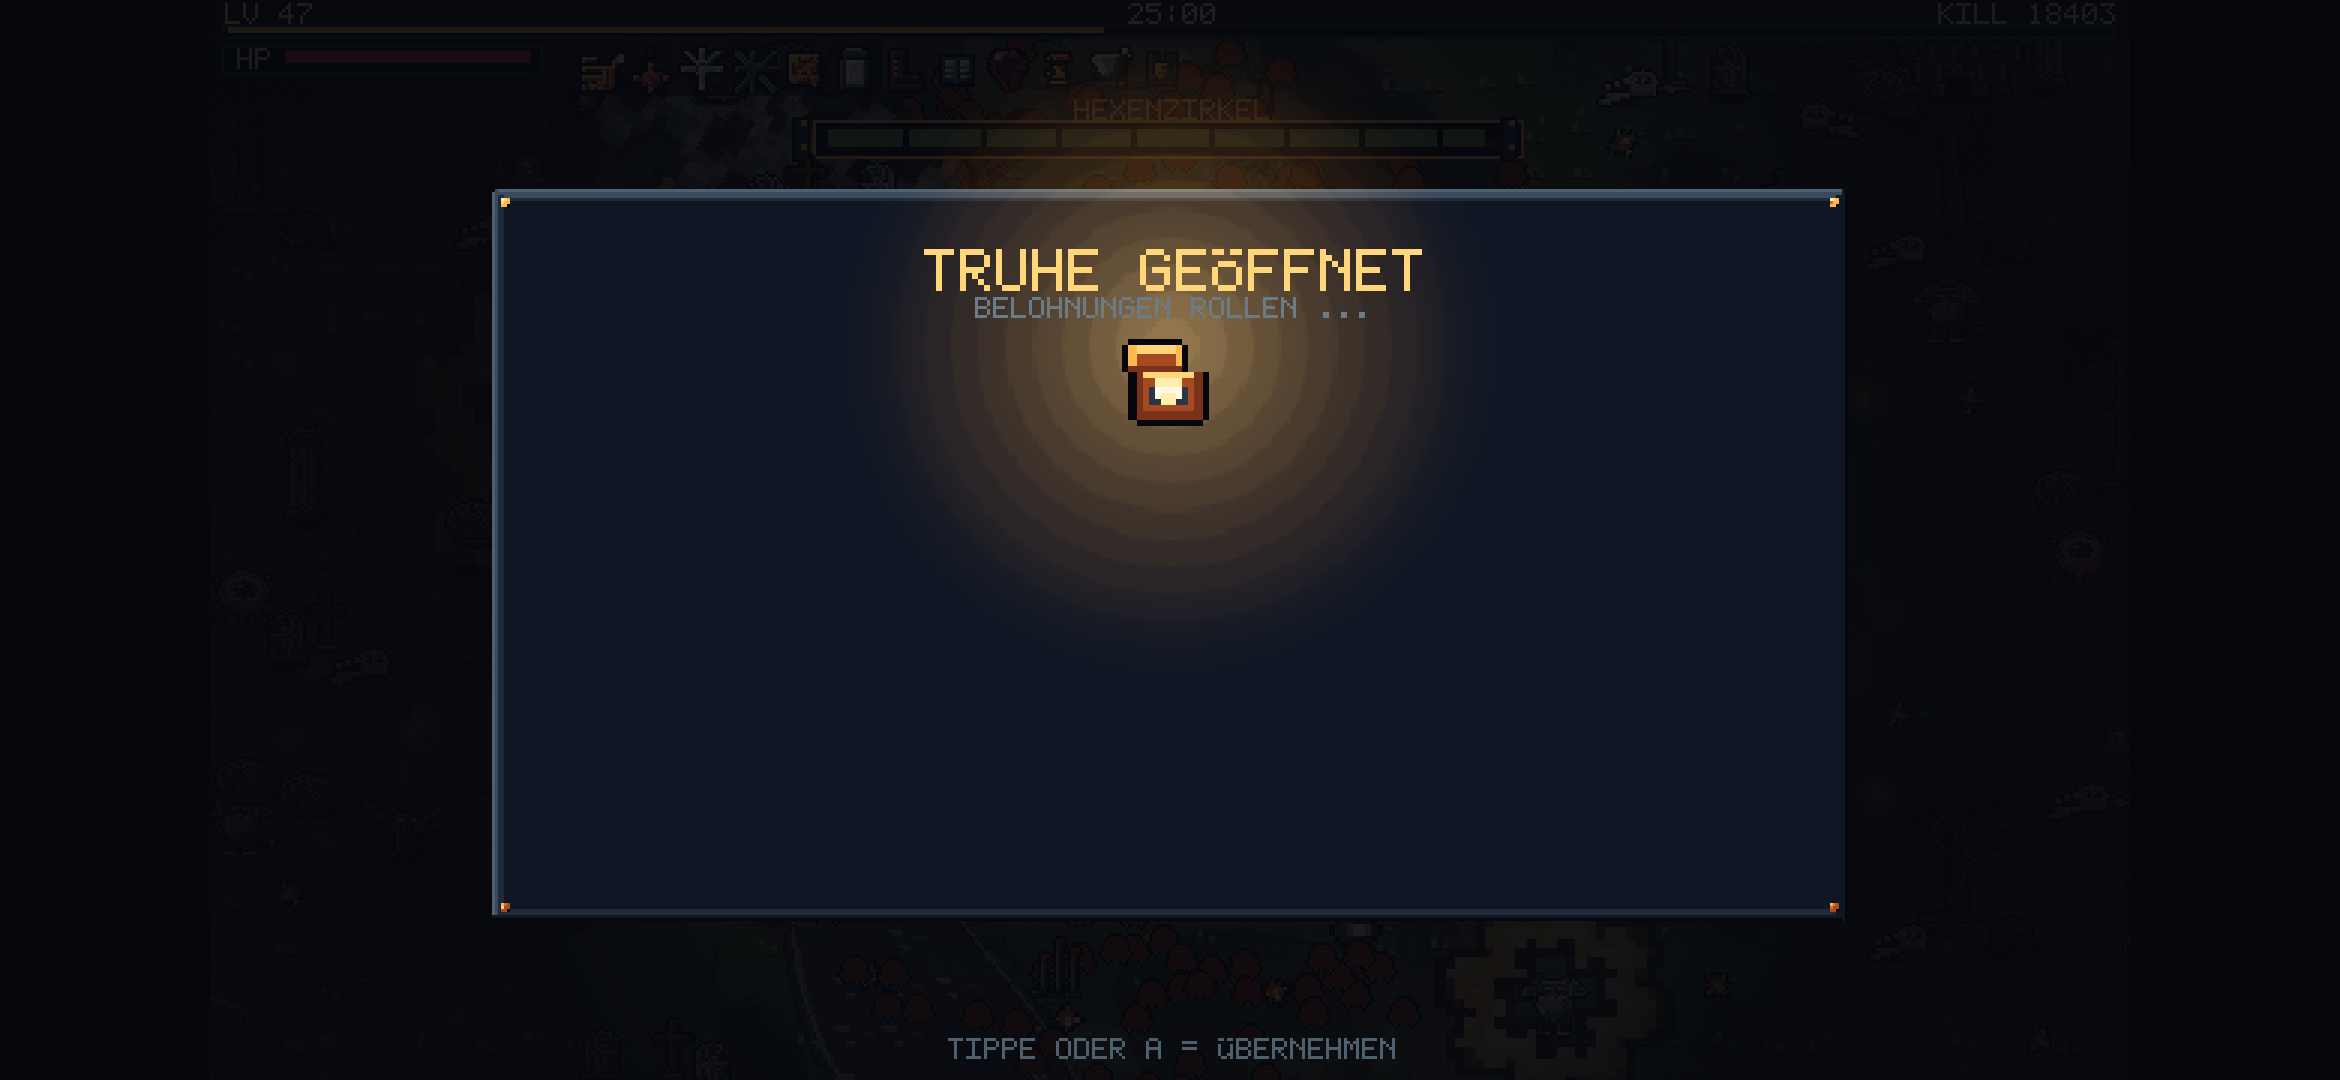 LV 47
25:00
KILL 18403
HP
HEXENZIRKEL
TRUHE GEÖFFNET
BELOHNUNGEN ROLLEN ...
TIPPE ODER A = ÜBERNEHMEN